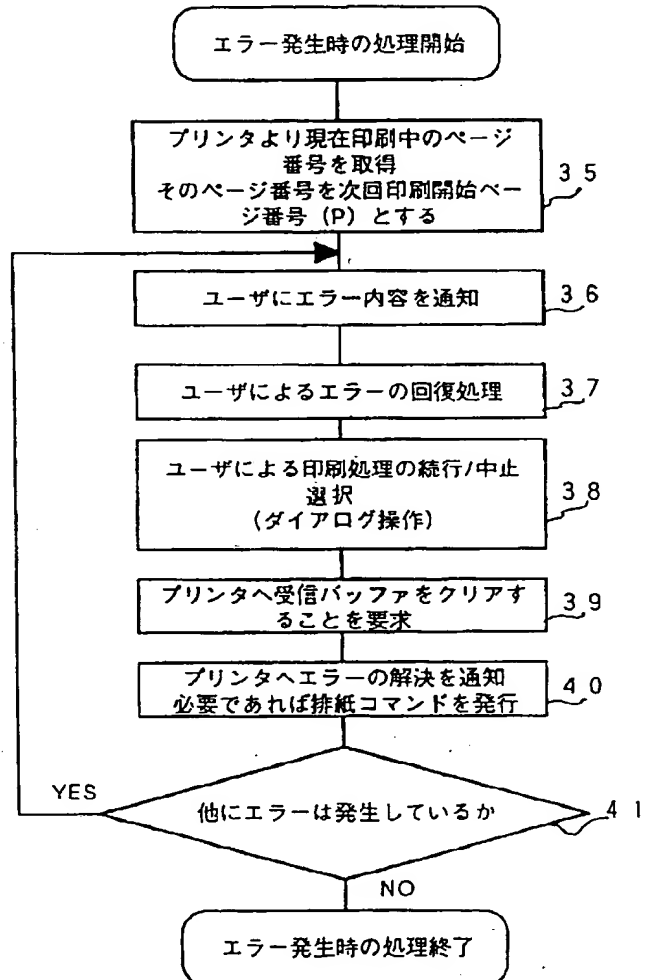 エラー発生時の処理開始
プリンタより現在印刷中のページ
番号を取得
そのページ番号を次回印刷開始ペー
ジ番号（P）とする
35
ユーザにエラー内容を通知
36
ユーザによるエラーの回復処理
37
ユーザによる印刷処理の続行/中止
選択
（ダイアログ操作）
38
プリンタへ受信バッファをクリアす
ることを要求
39
プリンタへエラーの解決を通知
必要であれば排紙コマンドを発行
40
YES
他にエラーは発生しているか
41
NO
エラー発生時の処理終了